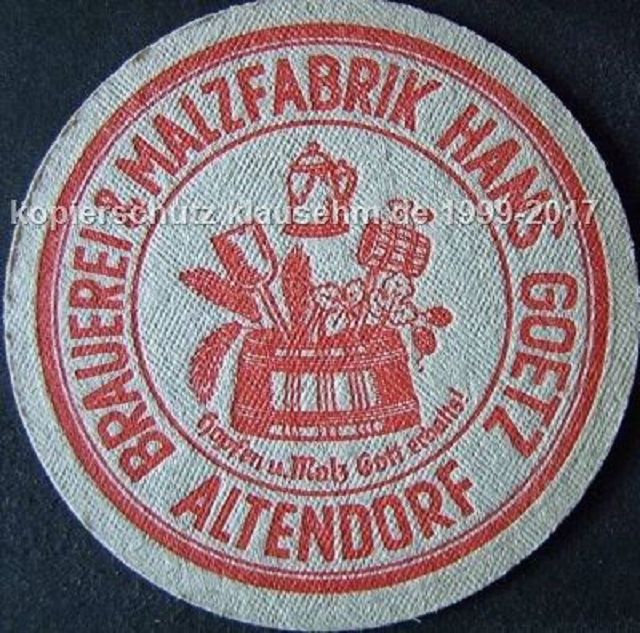 BRAUEREI & MALZFABRIK HANS GOETZ
ALTENDORF
Hopfen u. Malz Gott erhalts!
kopierschutz klausehm.de 1999-2017